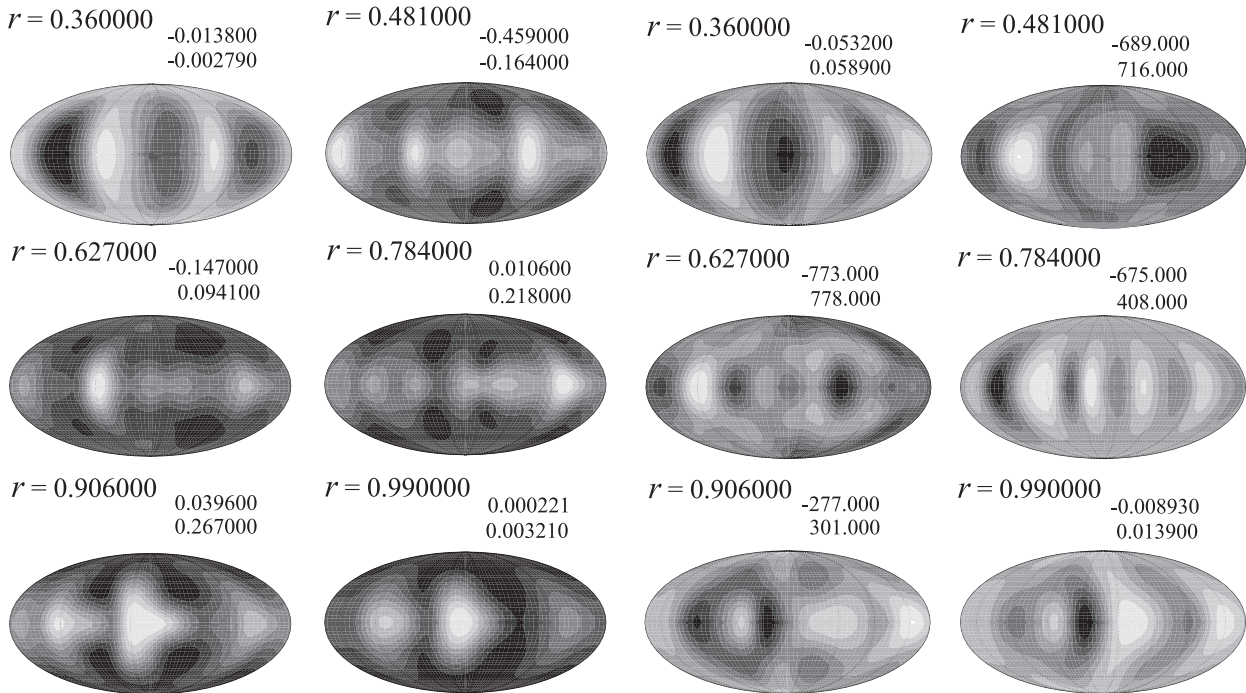 r = 0.360000
-0.013800
-0.002790
r = 0.481000
-0.459000
-0.164000
r = 0.360000
-0.053200
0.058900
r = 0.481000
-689.000
716.000
r = 0.627000
-0.147000
0.094100
r = 0.784000
0.010600
0.218000
r = 0.627000
-773.000
778.000
r = 0.784000
-675.000
408.000
r = 0.906000
0.039600
0.267000
r = 0.990000
0.000221
0.003210
r = 0.906000
-277.000
301.000
r = 0.990000
-0.008930
0.013900